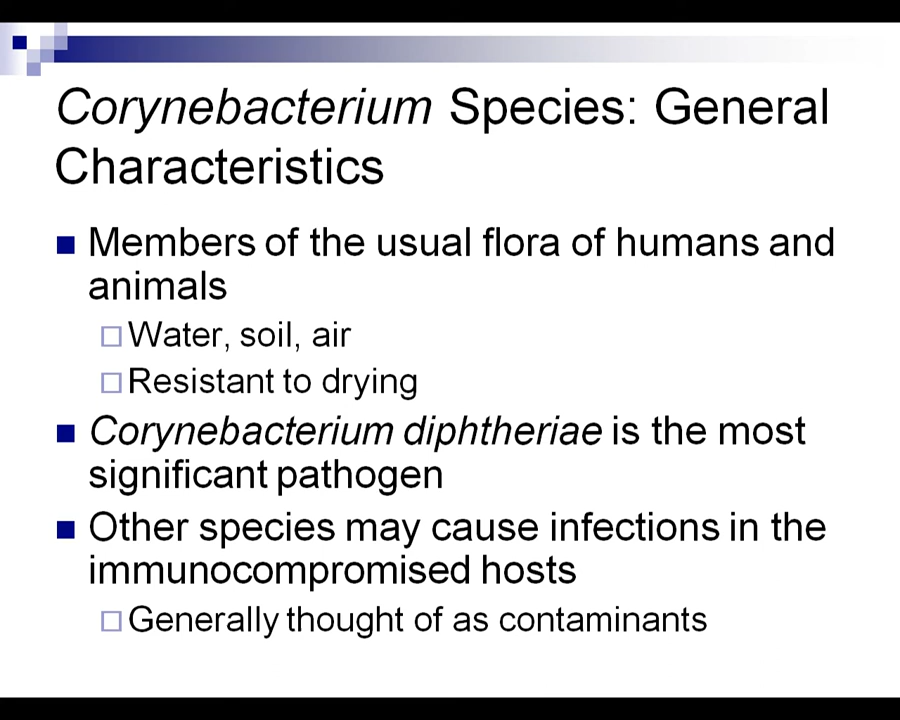 Corynebacterium Species: General
Characteristics
Members of the usual flora of humans and
animals
Water, soil, air
Resistant to drying
Corynebacterium diphtheriae is the most
significant pathogen
Other species may cause infections in the
immunocompromised hosts
Generally thought of as contaminants